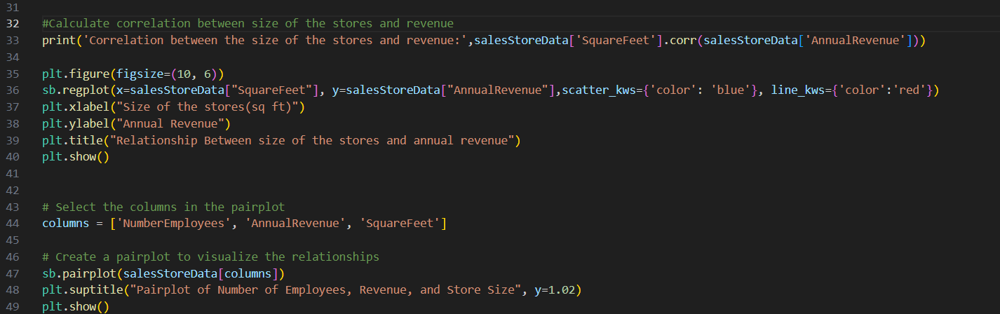 31
32 #Calculate correlation between size of the stores and revenue
33 print('Correlation between the size of the stores and revenue:',salesStoreData['SquareFeet'].corr(salesStoreData['AnnualRevenue']))
34
35 plt.figure(figsize=(10, 6))
36 sb.regplot(x=salesStoreData["SquareFeet"], y=salesStoreData["AnnualRevenue"],scatter_kws={'color': 'blue'}, line_kws={'color':'red'})
37 plt.xlabel("Size of the stores(sq ft)")
38 plt.ylabel("Annual Revenue")
39 plt.title("Relationship Between size of the stores and annual revenue")
40 plt.show()
41
42
43 # Select the columns in the pairplot
44 columns = ['NumberEmployees', 'AnnualRevenue', 'SquareFeet']
45
46 # Create a pairplot to visualize the relationships
47 sb.pairplot(salesStoreData[columns])
48 plt.suptitle("Pairplot of Number of Employees, Revenue, and Store Size", y=1.02)
49 plt.show()